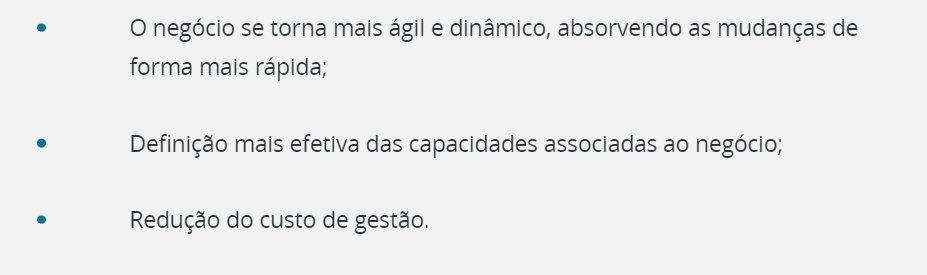 • O negócio se torna mais ágil e dinâmico, absorvendo as mudanças de
forma mais rápida;
• Definição mais efetiva das capacidades associadas ao negócio;
• Redução do custo de gestão.